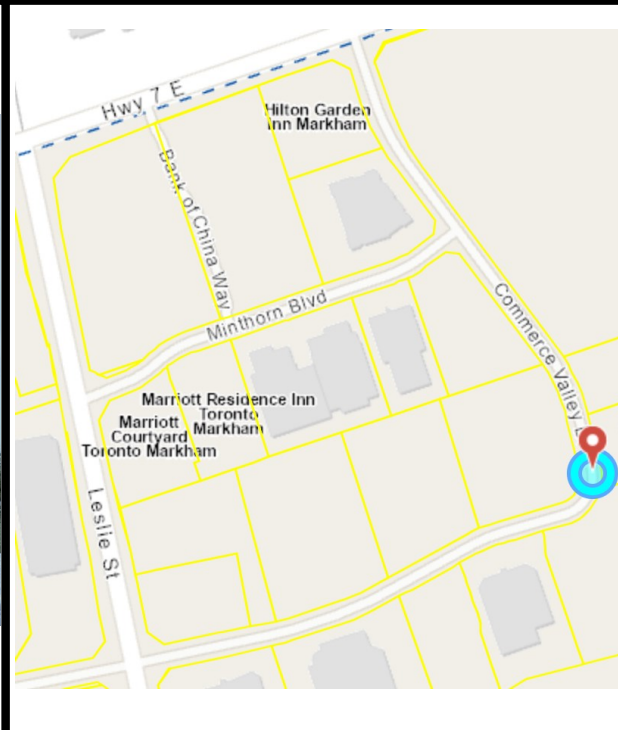 Hwy 7 E
Hilton Garden
Inn Markham
Bank of China Way
Minthorn Blvd
Commerce Valley
Marriott Residence Inn
Toronto
Markham
Marriott
Courtyard
Toronto Markham
Leslie St